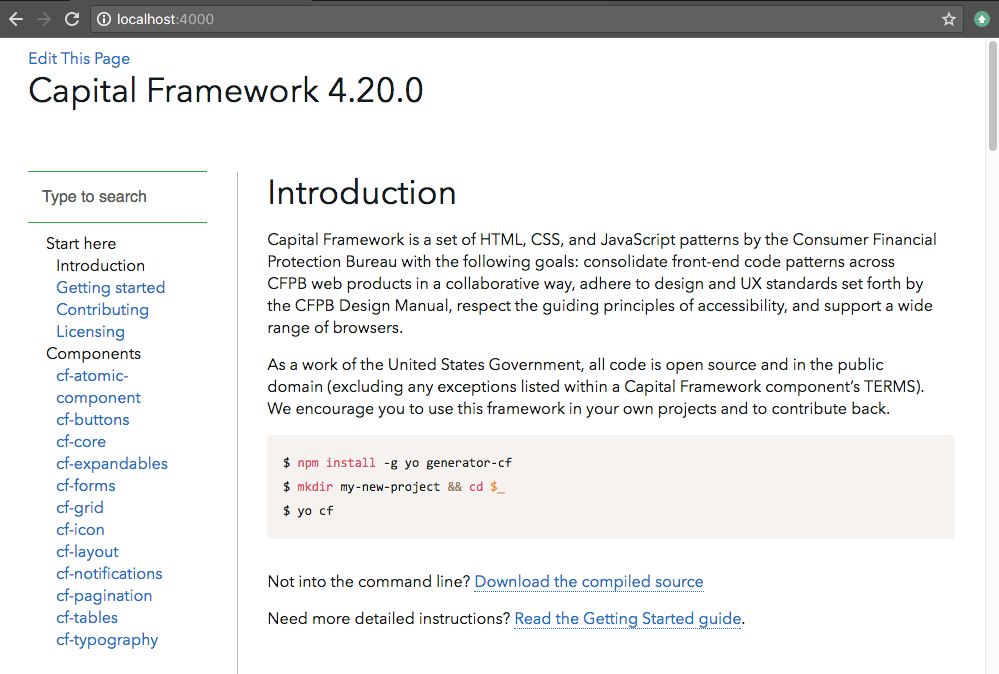 localhost:4000
Edit This Page
Capital Framework 4.20.0
Type to search
Start here
Introduction
Getting started
Contributing
Licensing
Components
cf-atomic-
component
cf-buttons
cf-core
cf-expandables
cf-forms
cf-grid
cf-icon
cf-layout
cf-notifications
cf-pagination
cf-tables
cf-typography
Introduction
Capital Framework is a set of HTML, CSS, and JavaScript patterns by the Consumer Financial
Protection Bureau with the following goals: consolidate front-end code patterns across
CFPB web products in a collaborative way, adhere to design and UX standards set forth by
the CFPB Design Manual, respect the guiding principles of accessibility, and support a wide
range of browsers.
As a work of the United States Government, all code is open source and in the public
domain (excluding any exceptions listed within a Capital Framework component’s TERMS).
We encourage you to use this framework in your own projects and to contribute back.
$ npm install -g yo generator-cf
$ mkdir my-new-project && cd $_
$ yo cf
Not into the command line? Download the compiled source
Need more detailed instructions? Read the Getting Started guide.